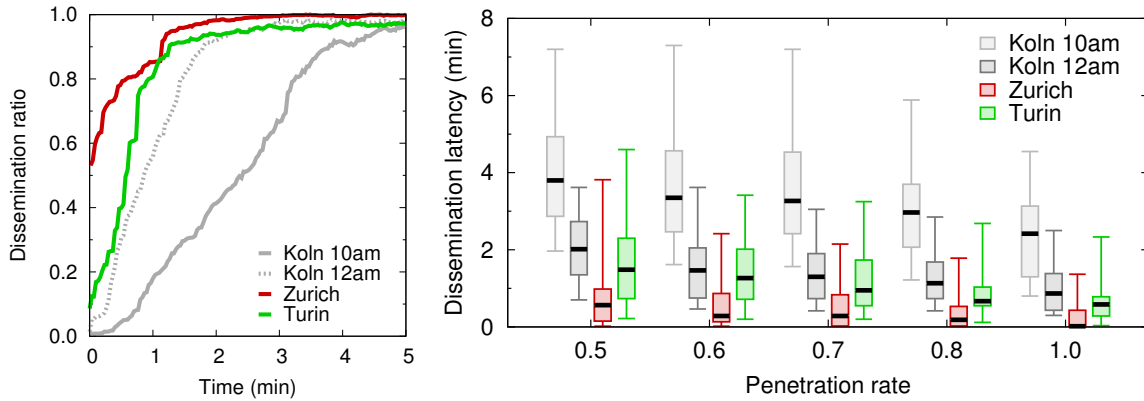 Dissemination ratio
1.0
0.8
0.6
0.4
0.2
0.0
0
1
2
3
4
5
Time (min)
Koln 10am
Koln 12am
Zurich
Turin
Dissemination latency (min)
8
6
4
2
0
0.5
0.6
0.7
0.8
1.0
Penetration rate
Koln 10am
Koln 12am
Zurich
Turin